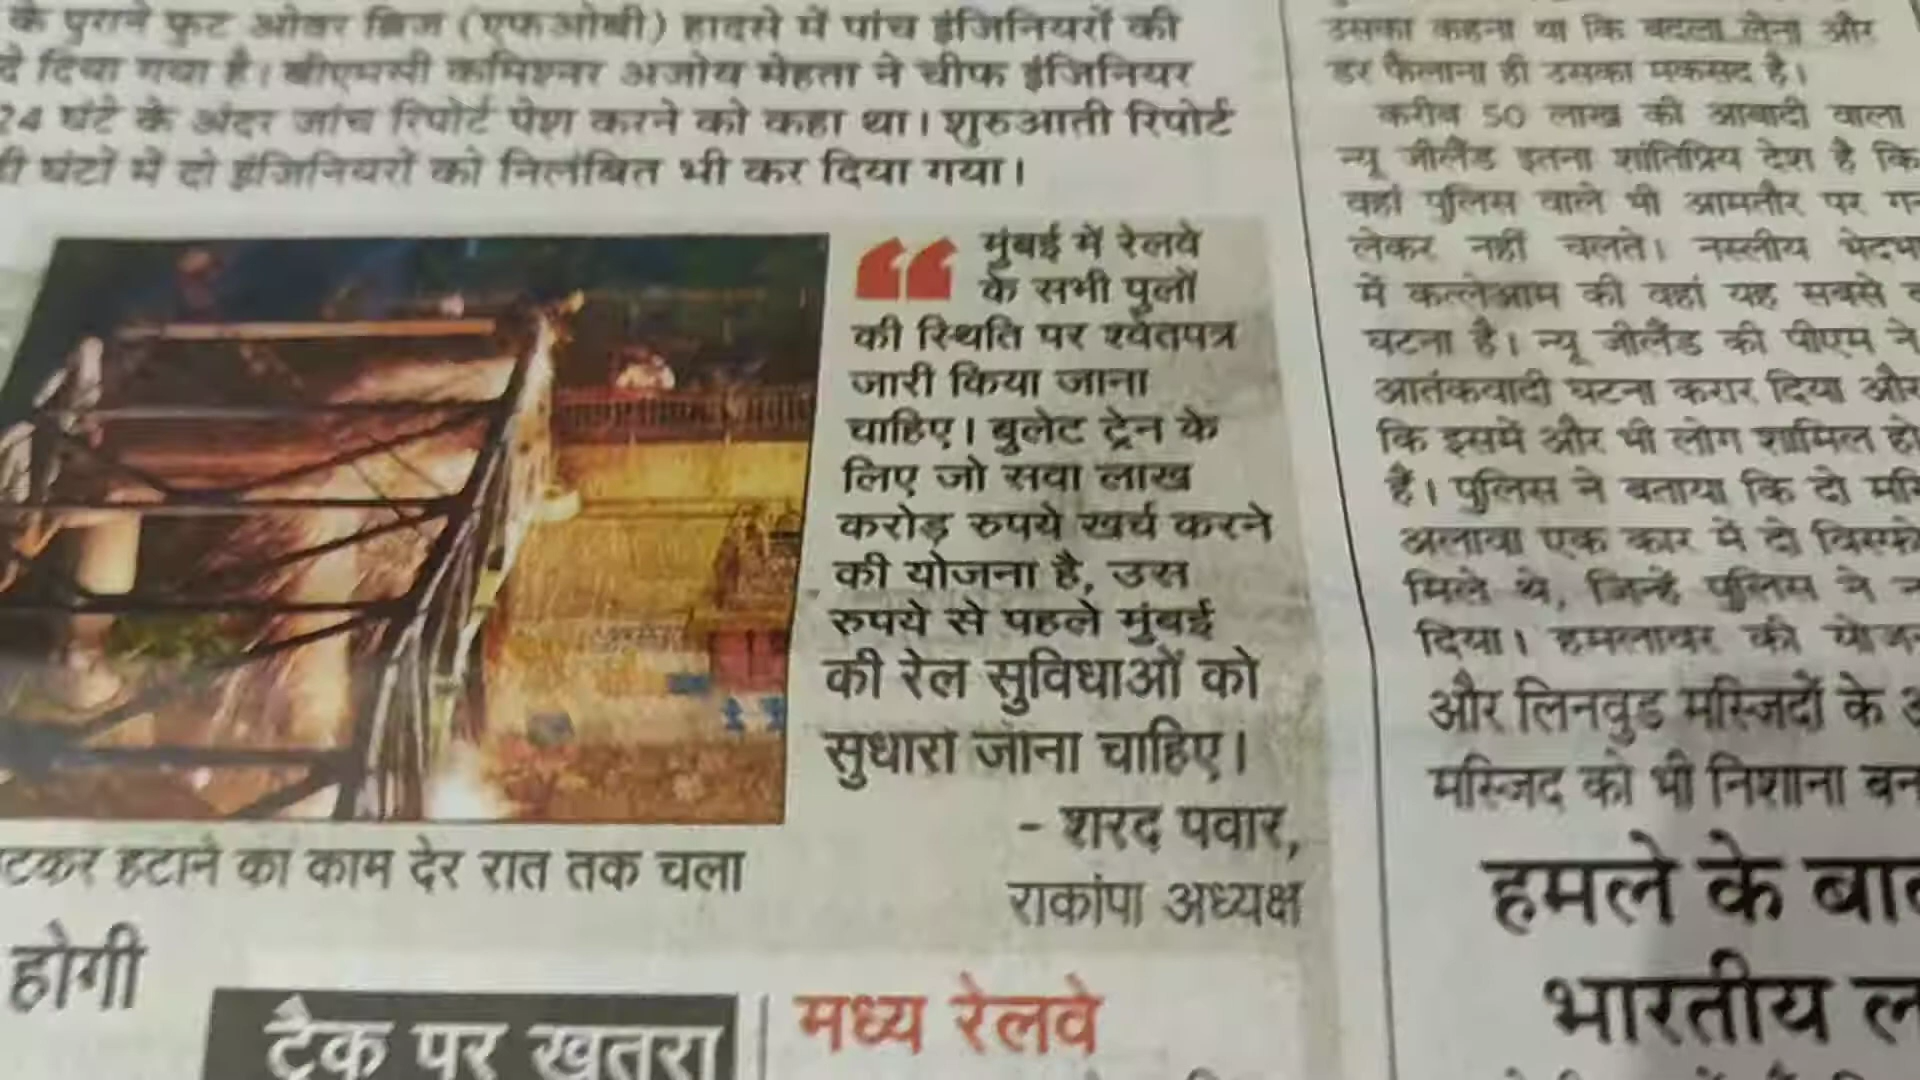 के पुराने फुट ओवर ब्रिज (एफओबी) हादसे में पांच इंजिनियरों की
दिया गया है। बीएमसी कमिश्नर अजोय मेहता ने चीफ इंजिनियर
24 घंटे के अंदर जांच रिपोर्ट पेश करने को कहा था। शुरुआती रिपोर्ट
घंटों में दो इंजिनियरों को निलंबित भी कर दिया गया।
मुंबई में रेलवे
के सभी पुलों
की स्थिति पर श्वेतपत्र
जारी किया जाना
चाहिए। बुलेट ट्रेन के
लिए जो सवा लाख
करोड़ रुपये खर्च करने
की योजना है, उस
रुपये से पहले मुंबई
की रेल सुविधाओं को
सुधारा जाना चाहिए।
- शरद पवार,
राकांपा अध्यक्ष
हटाने का काम देर रात तक चला
होगी
ट्रैक पर खतरा
मध्य रेलवे
उसका कहना था कि बदला लेना और
डर फैलाना ही उसका मकसद है।
करीब 50 लाख की आबादी वाला
न्यू जीलैंड इतना शांतिप्रिय देश है कि
वहां पुलिस वाले भी आमतौर पर
लेकर नहीं चलते। नस्लीय
में कत्लेआम की वहां यह सबसे
घटना है। न्यू जीलैंड की पीएम ने
आतंकवादी घटना करार दिया और
कि इसमें और भी लोग शामिल हो
हैं। पुलिस ने बताया कि दो
अलावा एक कार में दो
मिले थे, जिन्हें पुलिस ने
दिया। हमलावर की
और लिनवुड मस्जिदों के
मस्जिद को भी निशाना
हमले के
भारतीय